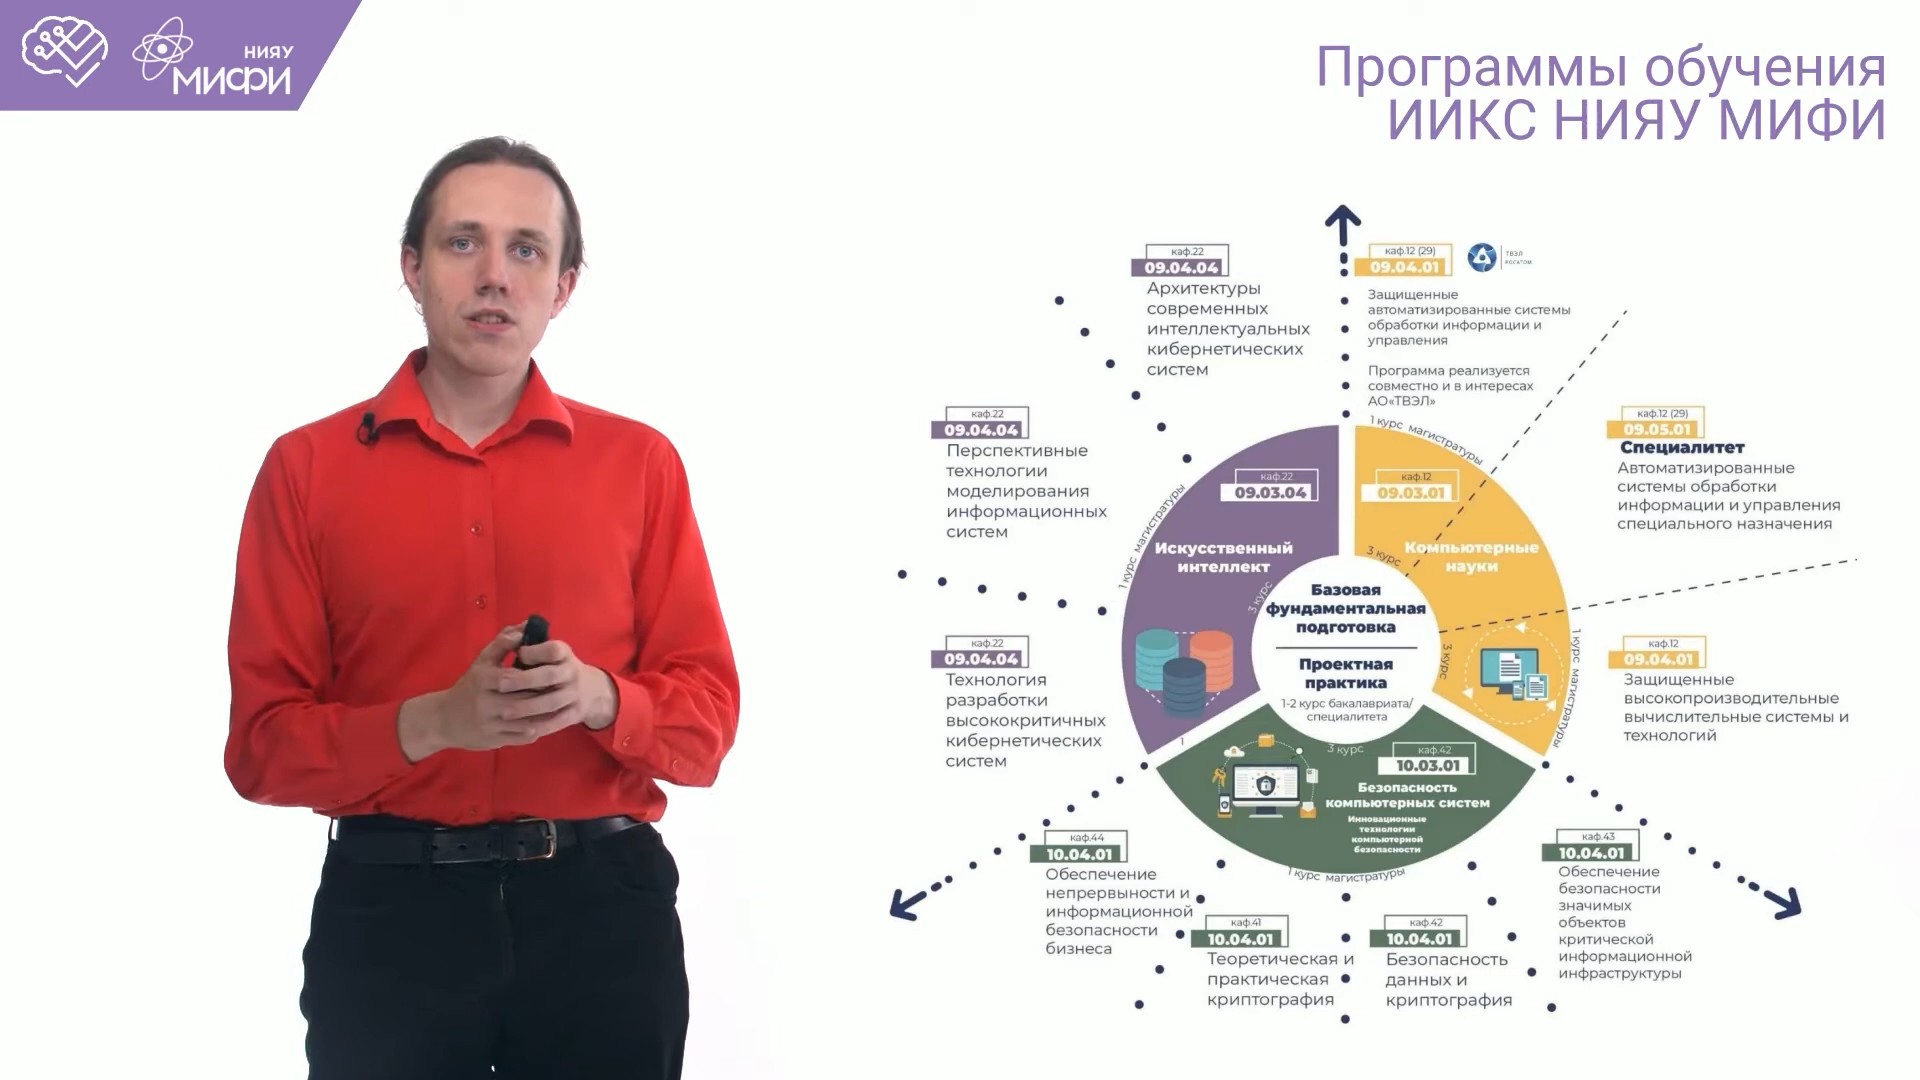 НИЯУ
МИФИ
Программы обучения
ИИКС НИЯУ МИФИ
каф.22
09.04.04
Архитектуры
современных
интеллектуальных
кибернетических
систем
каф.12 (29)
09.04.01
ТВЭЛ
РОСАТОМ
Защищенные
автоматизированные системы
обработки информации и
управления
Программа реализуется
совместно и в интересах
АО«ТВЭЛ»
каф.22
09.04.04
Перспективные
технологии
моделирования
информационных
систем
каф.12 (29)
09.05.01
Специалитет
Автоматизированные
системы обработки
информации и управления
специального назначения
1 курс магистратуры
1 курс магистратуры
каф.22
09.03.04
каф.12
09.03.01
Искусственный
интеллект
3 курс
3 курс
Компьютерные
науки
Базовая
фундаментальная
подготовка
Проектная
практика
1-2 курс бакалавриата/
специалитета
3 курс
1 курс магистратуры
каф.22
09.04.04
Технология
разработки
высококритичных
кибернетических
систем
каф.12
09.04.01
Защищенные
высокопроизводительные
вычислительные системы и
технологий
1
3 курс
каф.42
10.03.01
Безопасность
компьютерных систем
Инновационные
технологии
компьютерной
безопасности
1 курс магистратуры
каф.44
10.04.01
Обеспечение
непрервыности и
информационной
безопасности
бизнеса
каф.41
10.04.01
Теоретическая и
практическая
криптография
каф.42
10.04.01
Безопасность
данных и
криптография
каф.43
10.04.01
Обеспечение
безопасности
значимых
объектов
критической
информационной
инфраструктуры